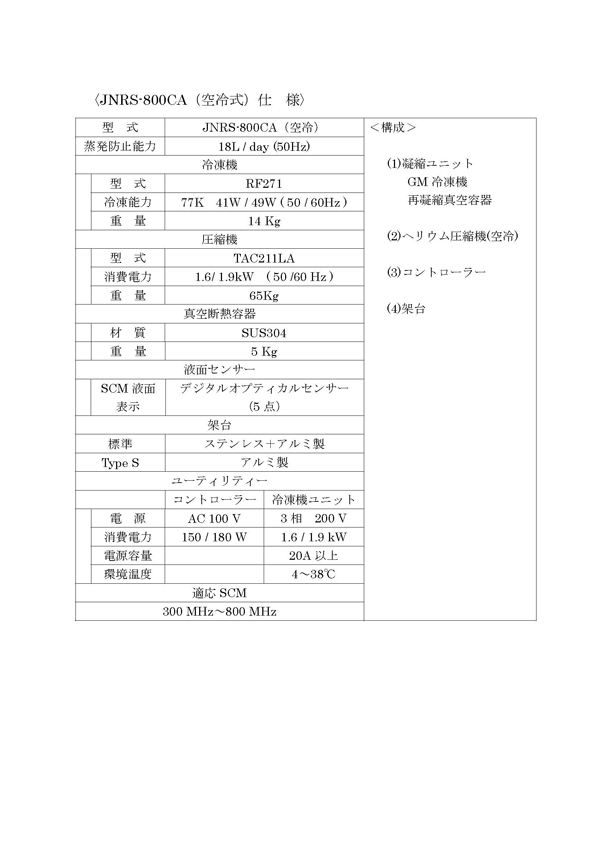 〈JNRS-800CA（空冷式）仕　様〉
型　式　JNRS-800CA（空冷）
蒸発防止能力　18L / day (50Hz)
冷凍機
型　式　RF271
冷凍能力　77K　41W / 49W ( 50 / 60Hz )
重　量　14 Kg
圧縮機
型　式　TAC211LA
消費電力　1.6/ 1.9kW　( 50 /60 Hz )
重　量　65Kg
真空断熱容器
材　質　SUS304
重　量　5 Kg
液面センサー
SCM 液面　デジタルオプティカルセンサー
表示　(5 点）
架台
標準　ステンレス＋アルミ製
Type S　アルミ製
ユーティリティー
コントローラー　冷凍機ユニット
電　源　AC 100 V　3 相　200 V
消費電力　150 / 180 W　1.6 / 1.9 kW
電源容量　20A 以上
環境温度　4～38℃
適応 SCM
300 MHz～800 MHz
＜構成＞
(1)凝縮ユニット
GM 冷凍機
再凝縮真空容器
(2)ヘリウム圧縮機(空冷)
(3)コントローラー
(4)架台